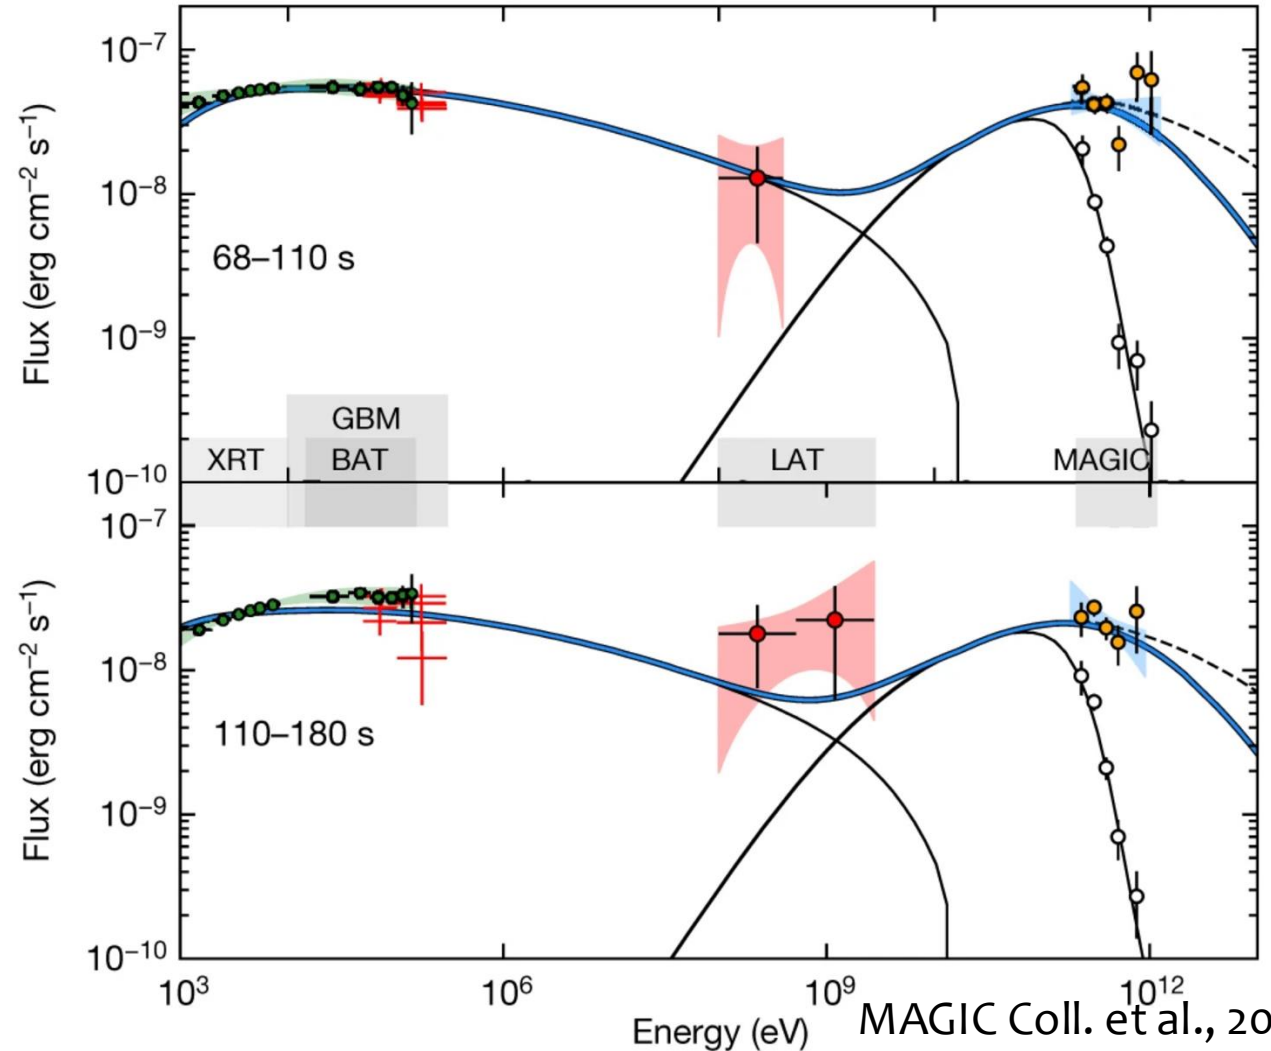 10⁻⁷
10⁻⁸
10⁻⁹
10⁻¹⁰
Flux (erg cm⁻² s⁻¹)
68–110 s
GBM
XRT BAT LAT MAGIC
10⁻⁷
10⁻⁸
10⁻⁹
10⁻¹⁰
Flux (erg cm⁻² s⁻¹)
110–180 s
10³ 10⁶ 10⁹ 10¹²
Energy (eV)
MAGIC Coll. et al., 20